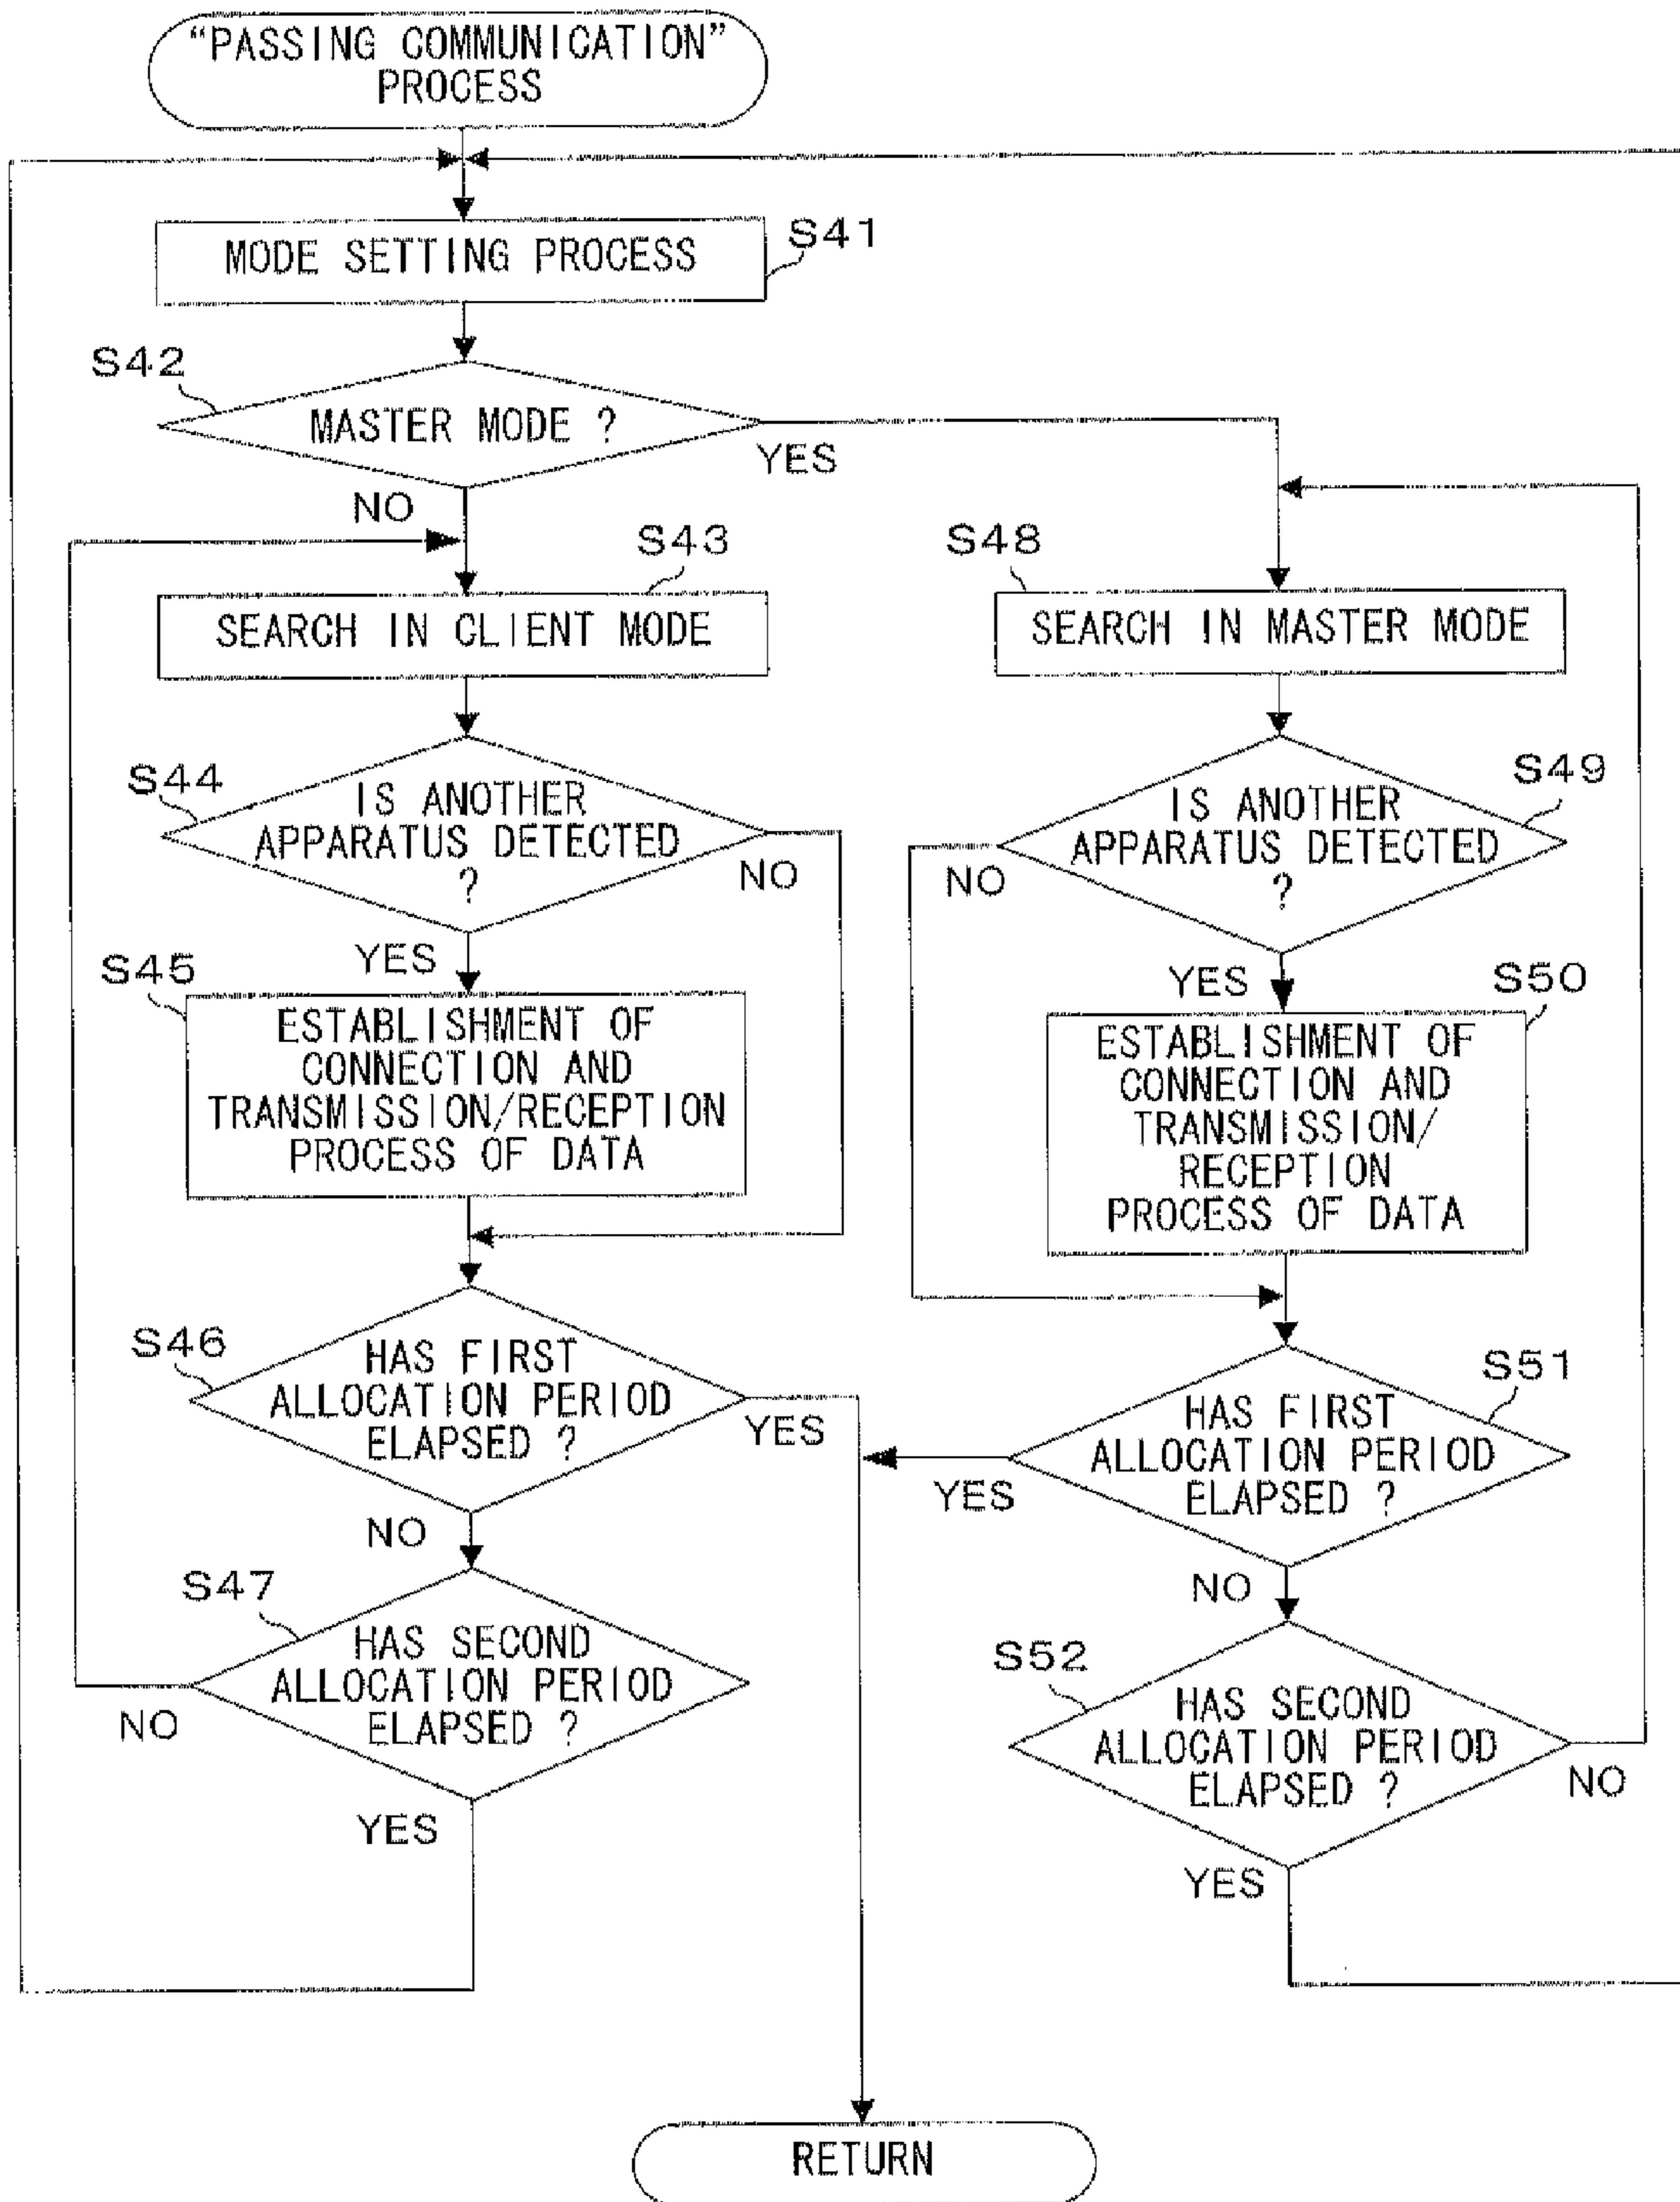 “PASSING COMMUNICATION”
PROCESS
MODE SETTING PROCESS
S41
S42
MASTER MODE ?
YES
NO
S43
SEARCH IN CLIENT MODE
S44
IS ANOTHER
APPARATUS DETECTED
?
NO
YES
S45
ESTABLISHMENT OF
CONNECTION AND
TRANSMISSION/RECEPTION
PROCESS OF DATA
S46
HAS FIRST
ALLOCATION PERIOD
ELAPSED ?
YES
NO
S47
HAS SECOND
ALLOCATION PERIOD
ELAPSED ?
NO
YES
S48
SEARCH IN MASTER MODE
S49
IS ANOTHER
APPARATUS DETECTED
?
NO
YES
S50
ESTABLISHMENT OF
CONNECTION AND
TRANSMISSION/
RECEPTION
PROCESS OF DATA
S51
HAS FIRST
ALLOCATION PERIOD
ELAPSED ?
YES
NO
S52
HAS SECOND
ALLOCATION PERIOD
ELAPSED ?
NO
YES
RETURN